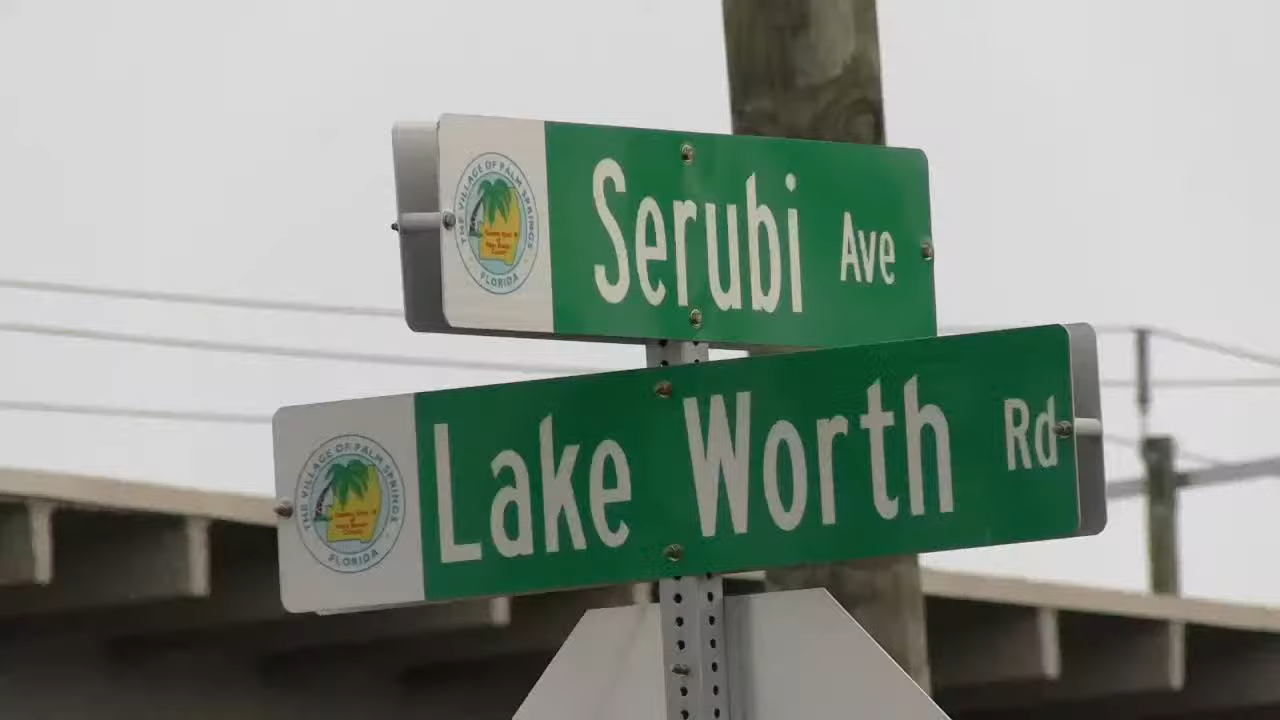 THE VILLAGE OF PALM SPRINGS
FLORIDA
Serubi Ave
THE VILLAGE OF PALM SPRINGS
FLORIDA
Lake Worth Rd